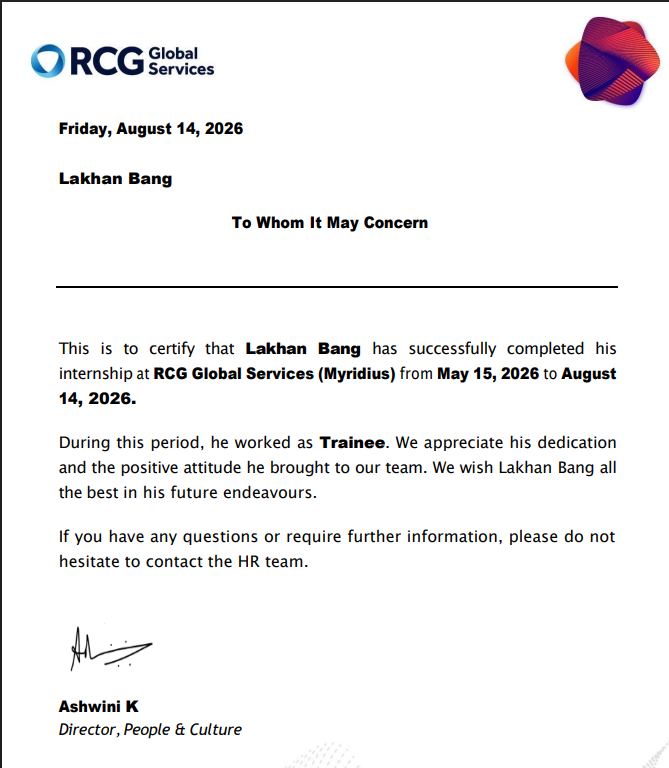 RCG Global Services
Friday, August 14, 2026
Lakhan Bang
To Whom It May Concern
This is to certify that Lakhan Bang has successfully completed his
internship at RCG Global Services (Myridius) from May 15, 2026 to August
14, 2026.
During this period, he worked as Trainee. We appreciate his dedication
and the positive attitude he brought to our team. We wish Lakhan Bang all
the best in his future endeavours.
If you have any questions or require further information, please do not
hesitate to contact the HR team.
Ashwini K
Director, People & Culture